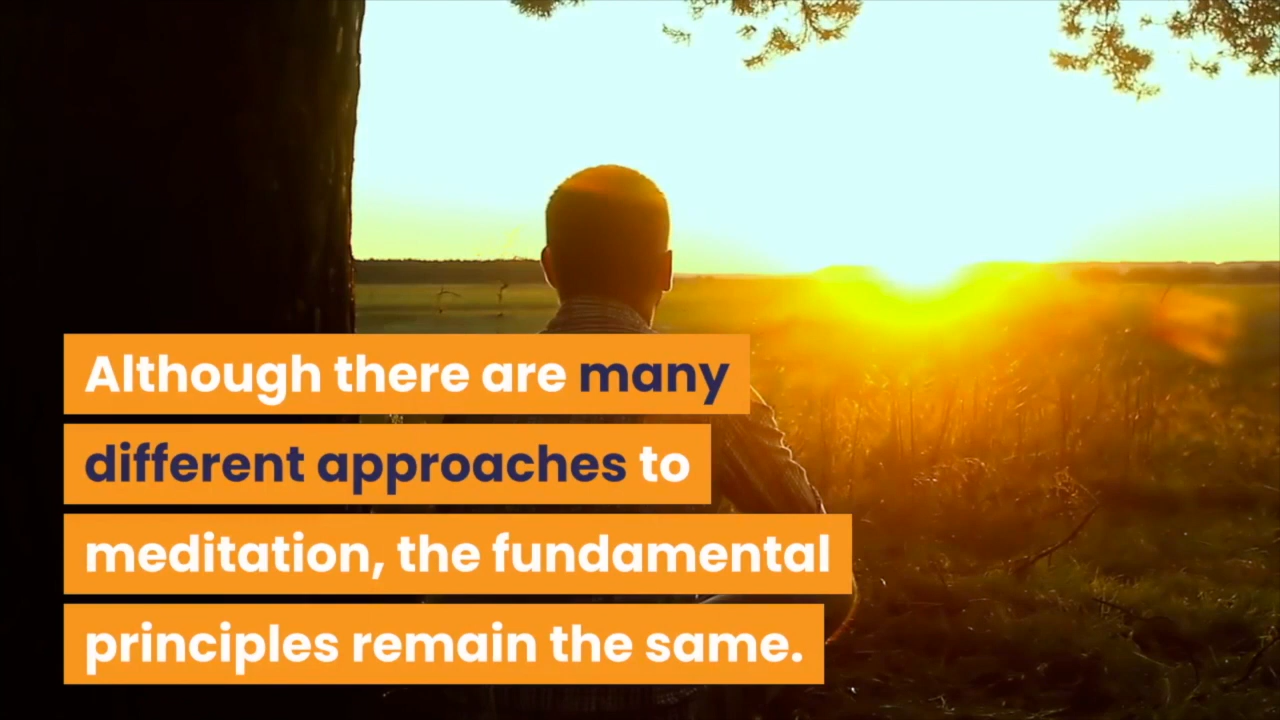 Although there are many
different approaches to
meditation, the fundamental
principles remain the same.